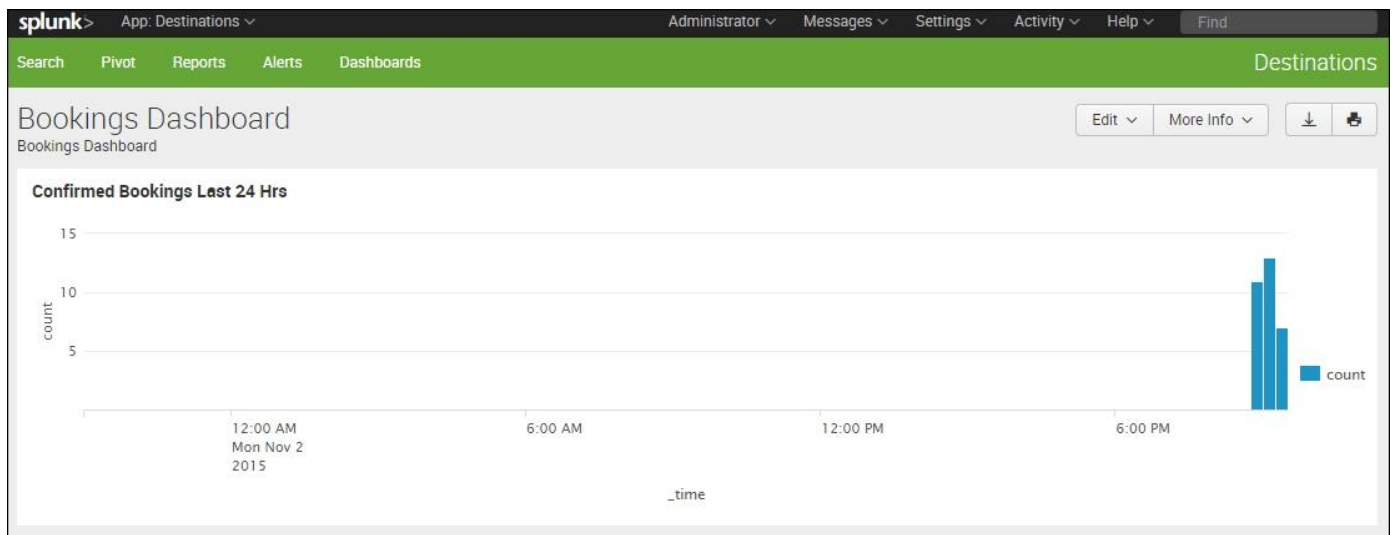 splunk> App: Destinations Administrator Messages Settings Activity Help Find
Search Pivot Reports Alerts Dashboards Destinations
Bookings Dashboard Edit More Info
Bookings Dashboard
Confirmed Bookings Last 24 Hrs
15
10
count
5
count
12:00 AM 6:00 AM 12:00 PM 6:00 PM
Mon Nov 2
2015
_time